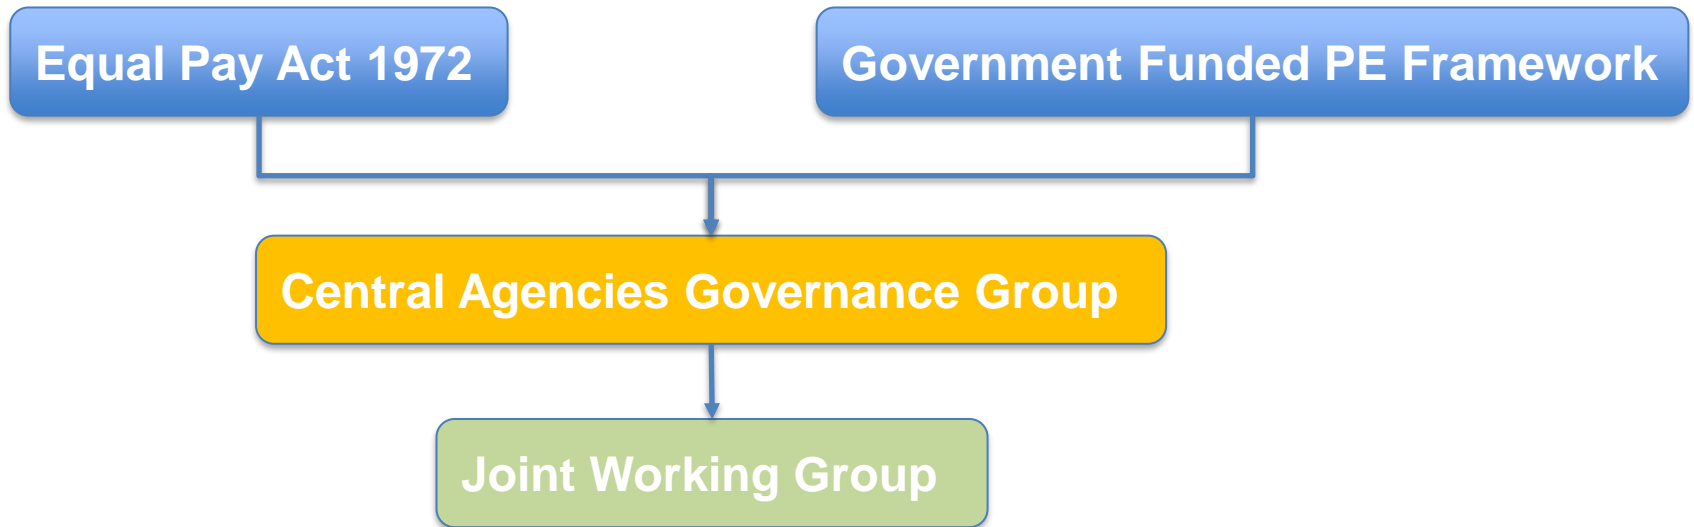 Equal Pay Act 1972
Government Funded PE Framework
Central Agencies Governance Group
Joint Working Group